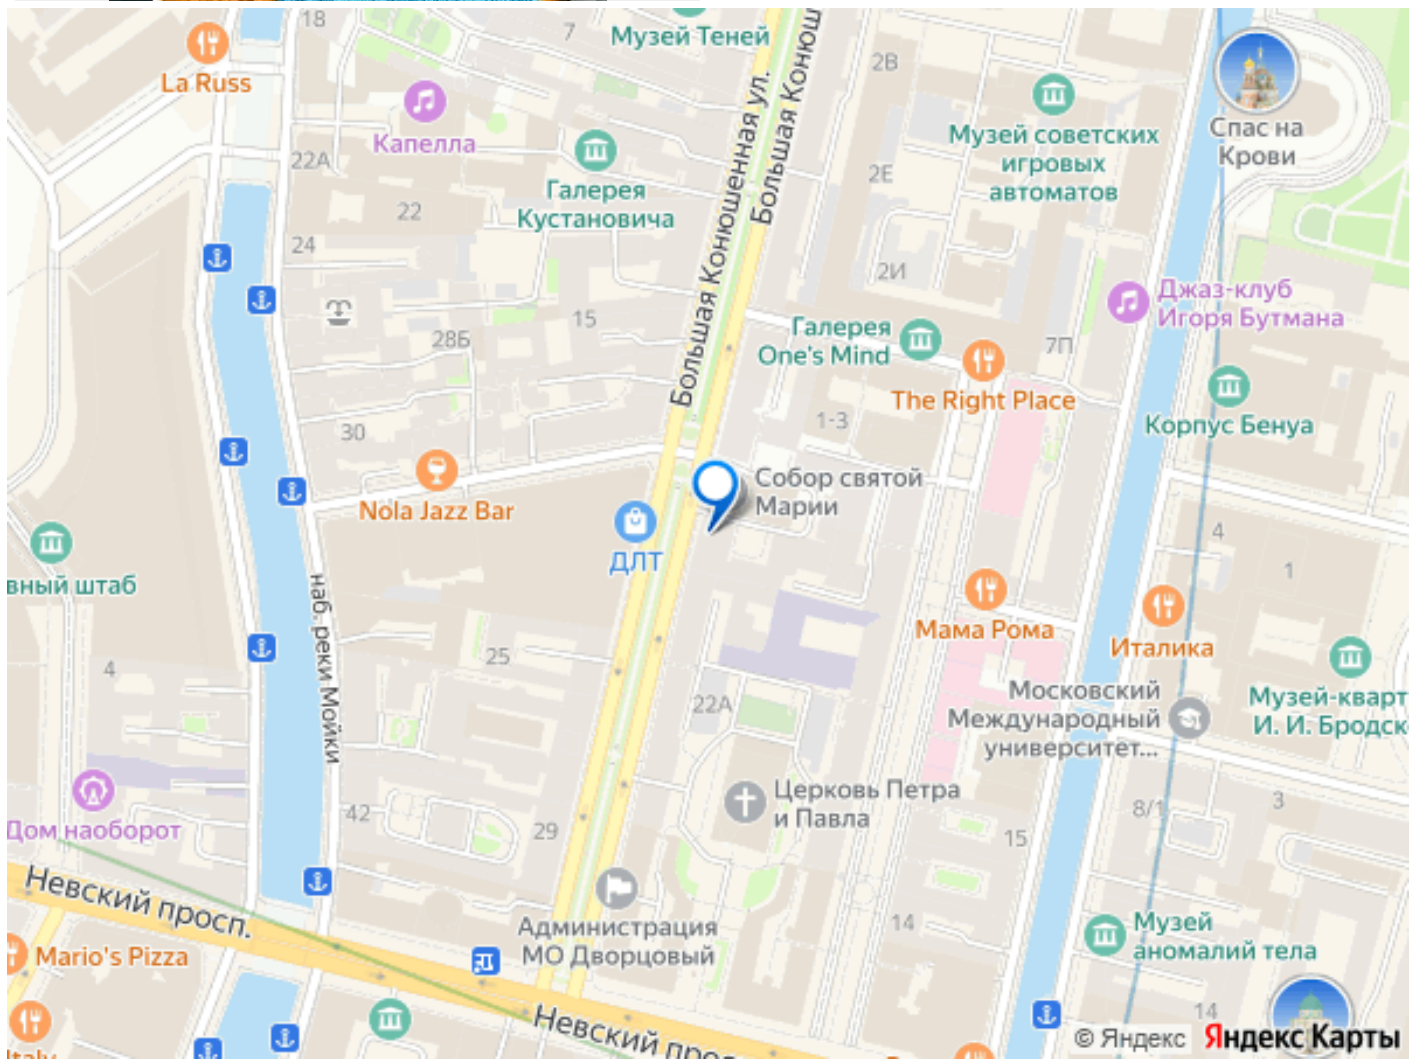 18
La Russ
7
Музей Теней
Большая Конюшенная ул.
Большая Конюш
2В
Музей советских
игровых
автоматов
Спас на
Крови
Капелла
22А
Галерея
Кустановича
22
24
2Е
2И
15
28Б
Галерея
One's Mind
7П
Джаз-клуб
Игоря Бутмана
The Right Place
1-3
Корпус Бенуа
30
Nola Jazz Bar
Собор святой
Марии
ДЛТ
4
1
вный штаб
наб. реки Мойки
Мама Рома
Италика
25
4
22А
Московский
Международный
университет...
Музей-кварт
И. И. Бродск
Дом наоборот
42
29
Церковь Петра
и Павла
15
8/1
3
Невский просп.
Администрация
МО Дворцовый
14
Музей
аномалий тела
Mario's Pizza
Невский просп.
14
Italy
© Яндекс Яндекс Карты